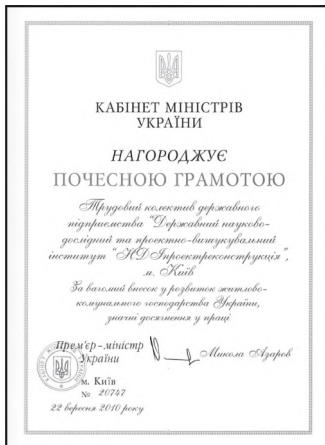 КАБІНЕТ МІНІСТРІВ
УКРАЇНИ
НАГОРОДЖУЄ
ПОЧЕСНОЮ ГРАМОТОЮ
Трудовий колектив державного
підприємства "Державний науково-
дослідний та проектно-вишукувальний
інститут "НДІпроектреконструкція",
м. Київ
За вагомий внесок у розвиток житлово-
комунального господарства України,
значні досягнення у праці
Прем'єр-міністр
України
Микола Азаров
м. Київ
№ 20747
22 вересня 2010 року